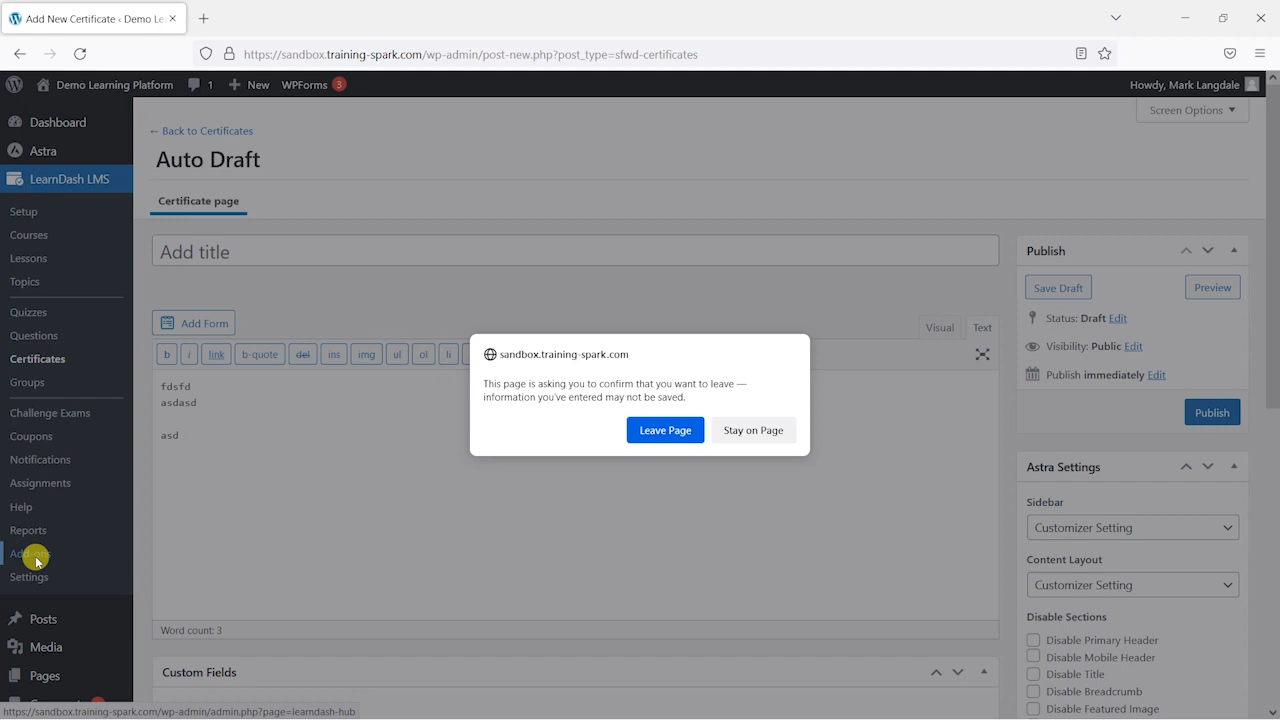 Add New Certificate ‹ Demo Le
https://sandbox.training-spark.com/wp-admin/post-new.php?post_type=sfwd-certificates
Demo Learning Platform
1
New
WPForms
3
Howdy, Mark Langdale
Dashboard
Astra
LearnDash LMS
Setup
Courses
Lessons
Topics
Quizzes
Questions
Certificates
Groups
Challenge Exams
Coupons
Notifications
Assignments
Help
Reports
Add-ons
Settings
Posts
Media
Pages
Screen Options
← Back to Certificates
Auto Draft
Certificate page
Add title
Add Form
Visual
Text
b
i
link
b-quote
del
ins
img
ul
ol
li
fdsfd
asdasd
asd
Word count: 3
Custom Fields
sandbox.training-spark.com
This page is asking you to confirm that you want to leave —
information you've entered may not be saved.
Leave Page
Stay on Page
Publish
Save Draft
Preview
Status: Draft Edit
Visibility: Public Edit
Publish immediately Edit
Publish
Astra Settings
Sidebar
Customizer Setting
Content Layout
Customizer Setting
Disable Sections
Disable Primary Header
Disable Mobile Header
Disable Title
Disable Breadcrumb
Disable Featured Image
https://sandbox.training-spark.com/wp-admin/admin.php?page=learndash-hub